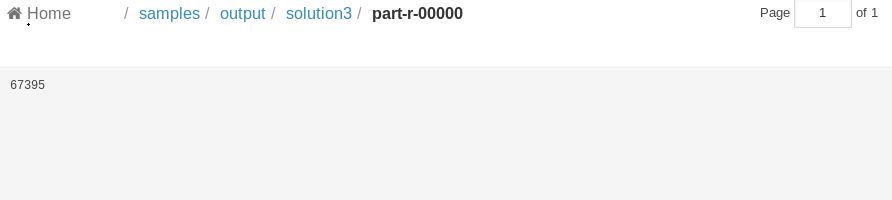 Home / samples / output / solution3 / part-r-00000 Page 1 of 1
67395